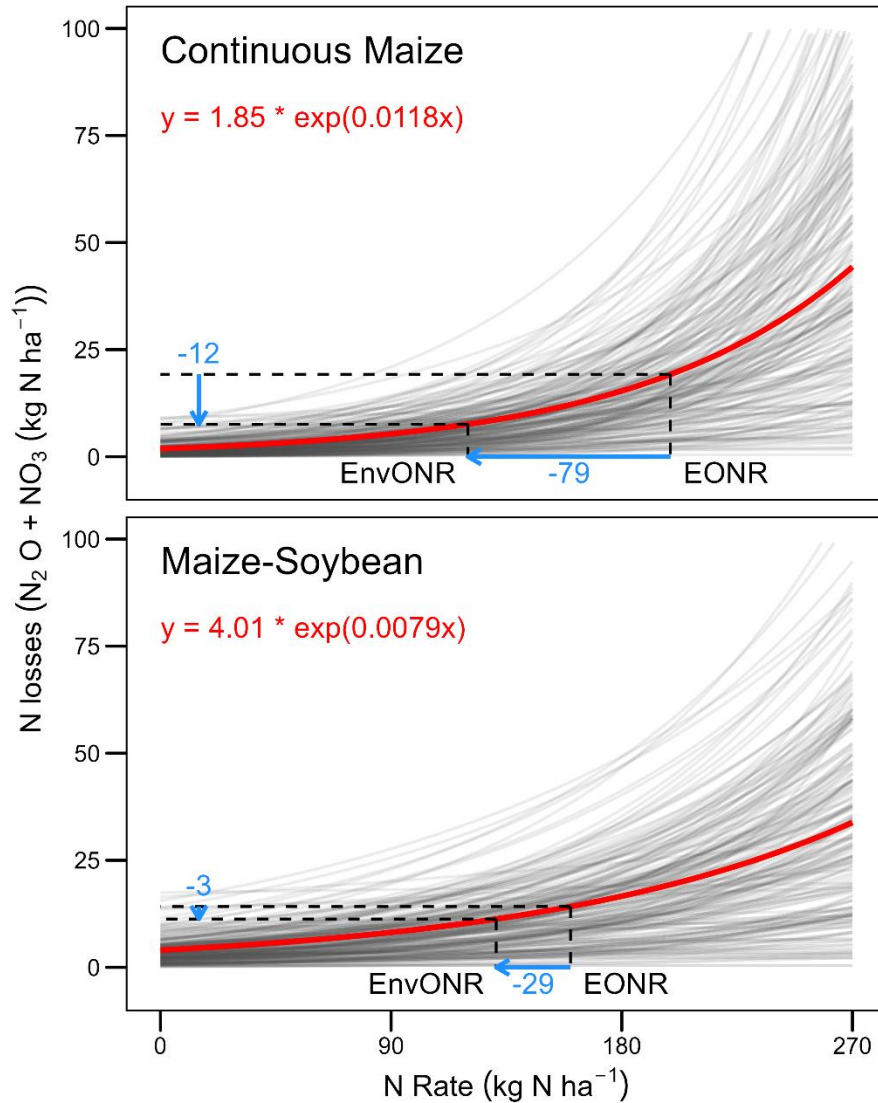 N losses (N₂ O + NO₃ (kg N ha⁻¹))
100
75
50
25
0
Continuous Maize
y = 1.85 * exp(0.0118x)
-12
EnvONR
-79
EONR
100
75
50
25
0
Maize-Soybean
y = 4.01 * exp(0.0079x)
-3
EnvONR
-29
EONR
0 90 180 270
N Rate (kg N ha⁻¹)